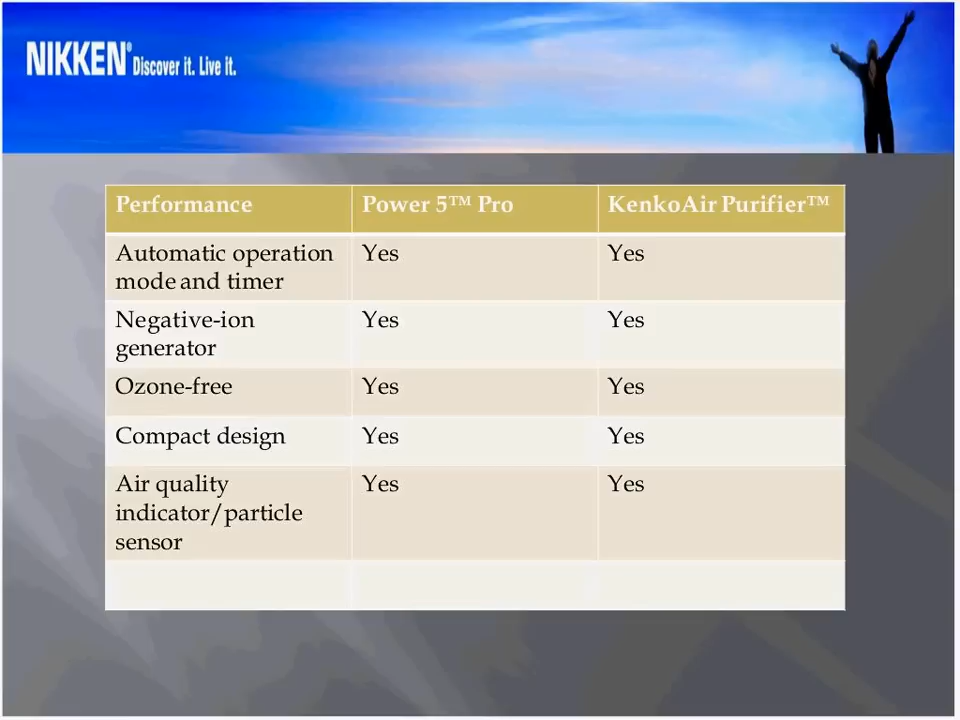 NIKKEN® Discover it. Live it.
Performance Power 5™ Pro KenkoAir Purifier™
Automatic operation Yes Yes
mode and timer
Negative-ion Yes Yes
generator
Ozone-free Yes Yes
Compact design Yes Yes
Air quality Yes Yes
indicator/particle
sensor